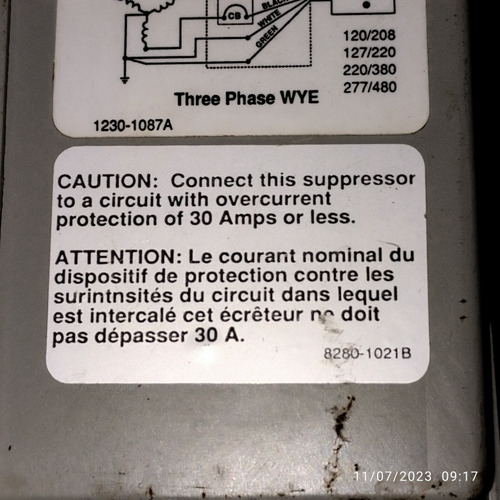 CB
BLACK
WHITE
GREEN
120/208
127/220
220/380
277/480
Three Phase WYE
1230-1087A
CAUTION: Connect this suppressor
to a circuit with overcurrent
protection of 30 Amps or less.
ATTENTION: Le courant nominal du
dispositif de protection contre les
surintnsités du circuit dans lequel
est intercalé cet écrêteur ne doit
pas dépasser 30 A.
8280-1021B
11/07/2023 09:17